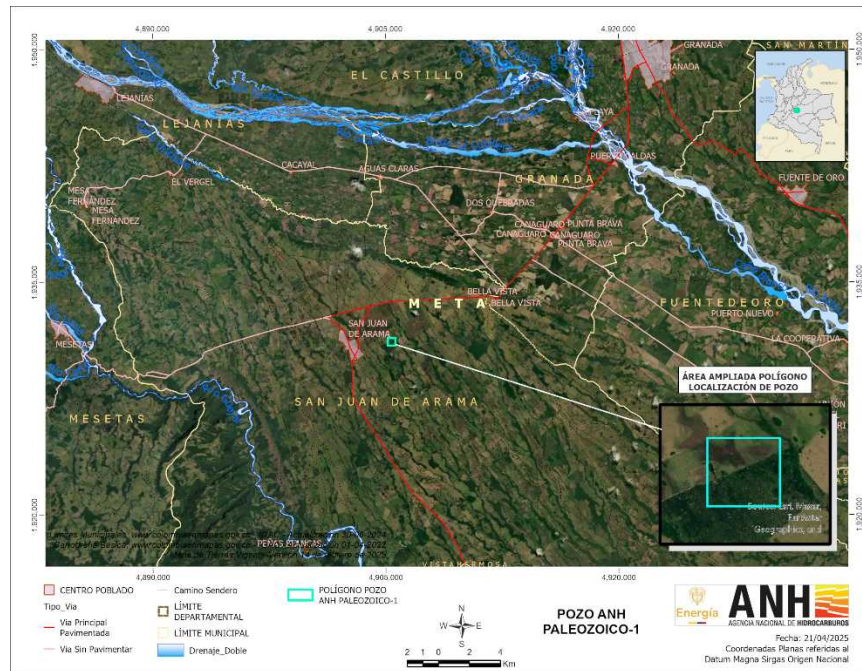 4,890,000 4,905,000 4,920,000
1,950,000 1,950,000
1,935,000 1,935,000
1,920,000 1,920,000
EL CASTILLO
GRANADA
GRANADA
SAN MARTÍN
LEJANÍAS
LEJANÍAS
CACAYAL
AGUAS CLARAS
EL VERGEL
MESA
FERNÁNDEZ
MESA
FERNÁNDEZ
GRANADA
FUENTE DE ORO
DOS QUEBRADAS
CANAGUARO PUNTA BRAVA
CANAGUARO CANAGUARO
PUNTA BRAVA
BELLA VISTA
BELLA VISTA
META
FUENTEDEORO
PUERTO NUEVO
LA COOPERATIVA
SAN JUAN
DE ARAMA
MESETAS
SAN JUAN DE ARAMA
MESETAS
PEÑAS BLANCAS
VISTAHERMOSA
ÁREA AMPLIADA POLÍGONO
LOCALIZACIÓN DE POZO
4,890,000 4,905,000 4,920,000
CENTRO POBLADO
Tipo_Via
Via Principal
Pavimentada
Via Sin Pavimentar
Camino Sendero
LÍMITE
DEPARTAMENTAL
LÍMITE MUNICIPAL
Drenaje_Doble
POLÍGONO POZO
ANH PALEOZOICO-1
N
W E
S
2 1 0 2 4
Km
POZO ANH
PALEOZOICO-1
Energía
ANH
AGENCIA NACIONAL DE HIDROCARBUROS
Fecha: 21/04/2025
Coordenadas Planas referidas al
Datum Magna Sirgas Origen Nacional